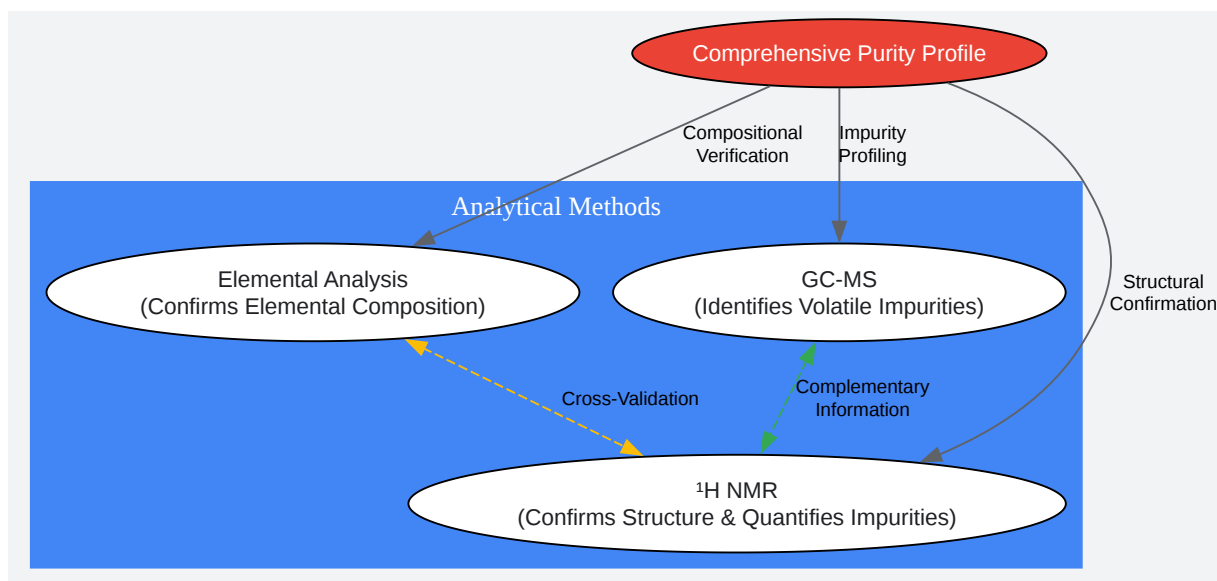 Comprehensive Purity Profile
Compositional
Verification
Impurity
Profiling
Analytical Methods
Elemental Analysis
(Confirms Elemental Composition)
GC-MS
(Identifies Volatile Impurities)
Structural
Confirmation
Cross-Validation
Complementary
Information
¹H NMR
(Confirms Structure & Quantifies Impurities)